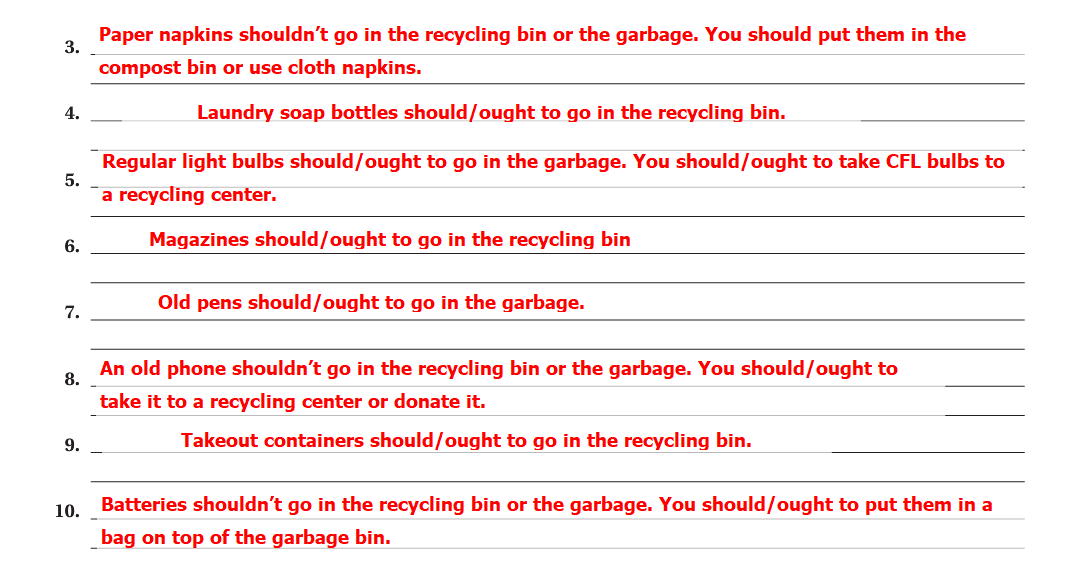 3. Paper napkins shouldn’t go in the recycling bin or the garbage. You should put them in the
compost bin or use cloth napkins.
4. Laundry soap bottles should/ought to go in the recycling bin.
5. Regular light bulbs should/ought to go in the garbage. You should/ought to take CFL bulbs to
a recycling center.
6. Magazines should/ought to go in the recycling bin
7. Old pens should/ought to go in the garbage.
8. An old phone shouldn’t go in the recycling bin or the garbage. You should/ought to
take it to a recycling center or donate it.
9. Takeout containers should/ought to go in the recycling bin.
10. Batteries shouldn’t go in the recycling bin or the garbage. You should/ought to put them in a
bag on top of the garbage bin.